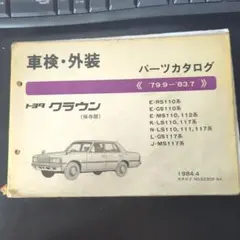 車検・外装
パーツカタログ
《 '79.9〜'83.7 》
トヨタ クラウン
(保存版)
E-RS110系
E-GS110系
E-MS110,112系
K-LS110,117系
N-LS110,111,117系
L-GS117系
J-MS117系
1984.4